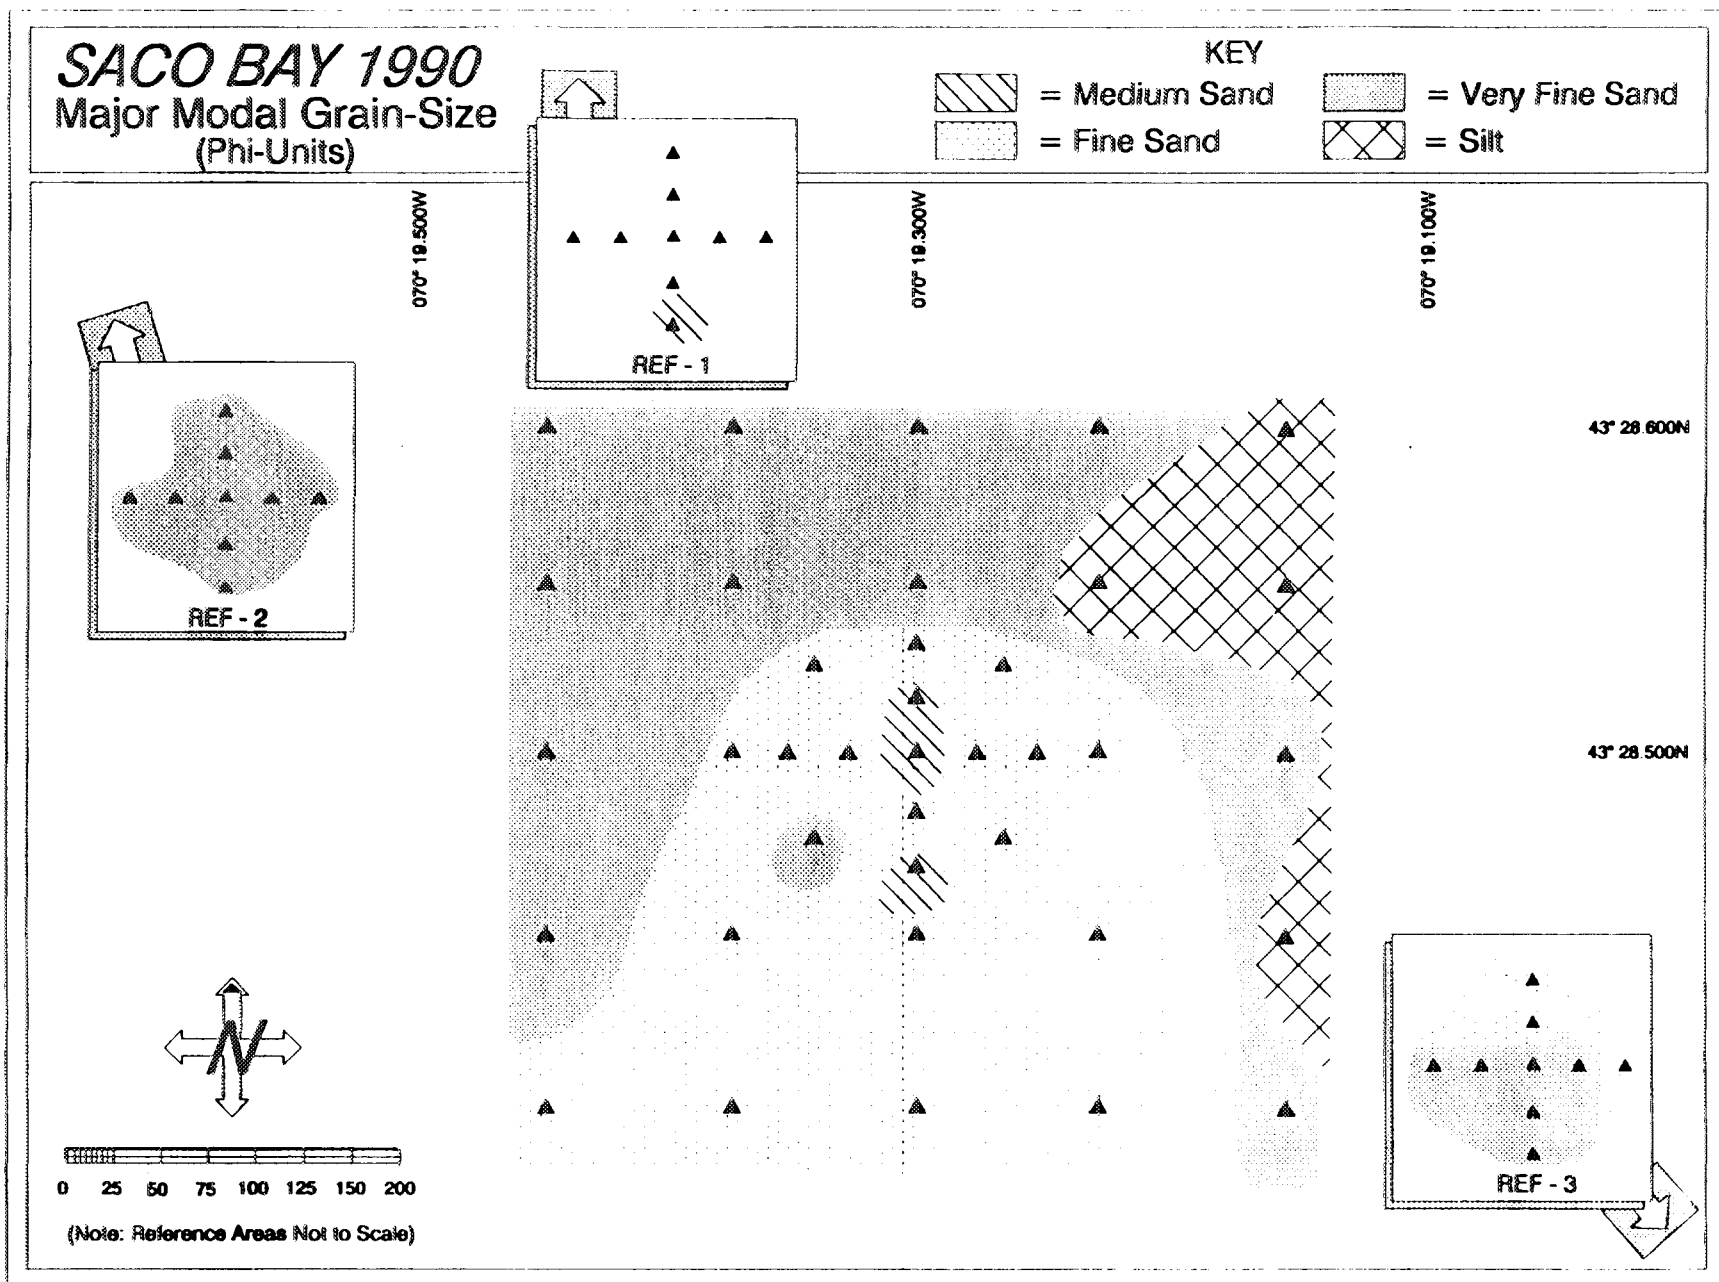 SACO BAY 1990
Major Modal Grain-Size
(Phi-Units)
KEY
= Medium Sand
= Very Fine Sand
= Fine Sand
= Silt
070° 19.500W
070° 19.300W
070° 19.100W
REF - 1
43° 28.600N
REF - 2
43° 28.500N
N
REF - 3
0 25 50 75 100 125 150 200
(Note: Reference Areas Not to Scale)